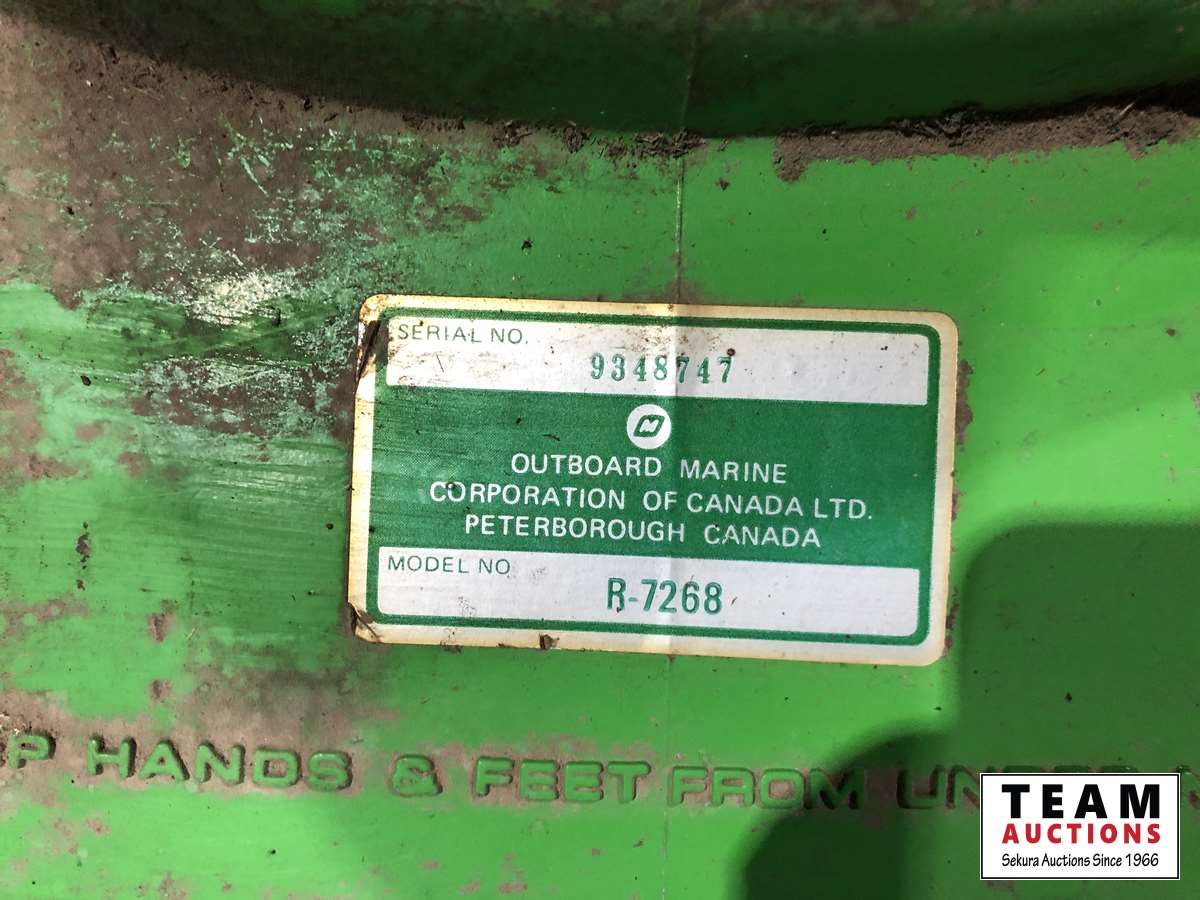 SERIAL NO.
9348747
OUTBOARD MARINE
CORPORATION OF CANADA LTD.
PETERBOROUGH CANADA
MODEL NO
R-7268
P HANDS & FEET FROM UNDER
TEAM
AUCTIONS
Sekura Auctions Since 1966